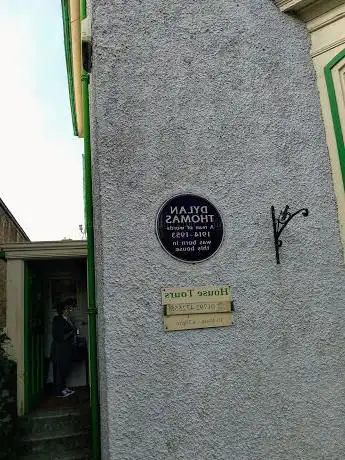 DYLAN
THOMAS
A man of words
1914-1953
was born in
this house
House Tours